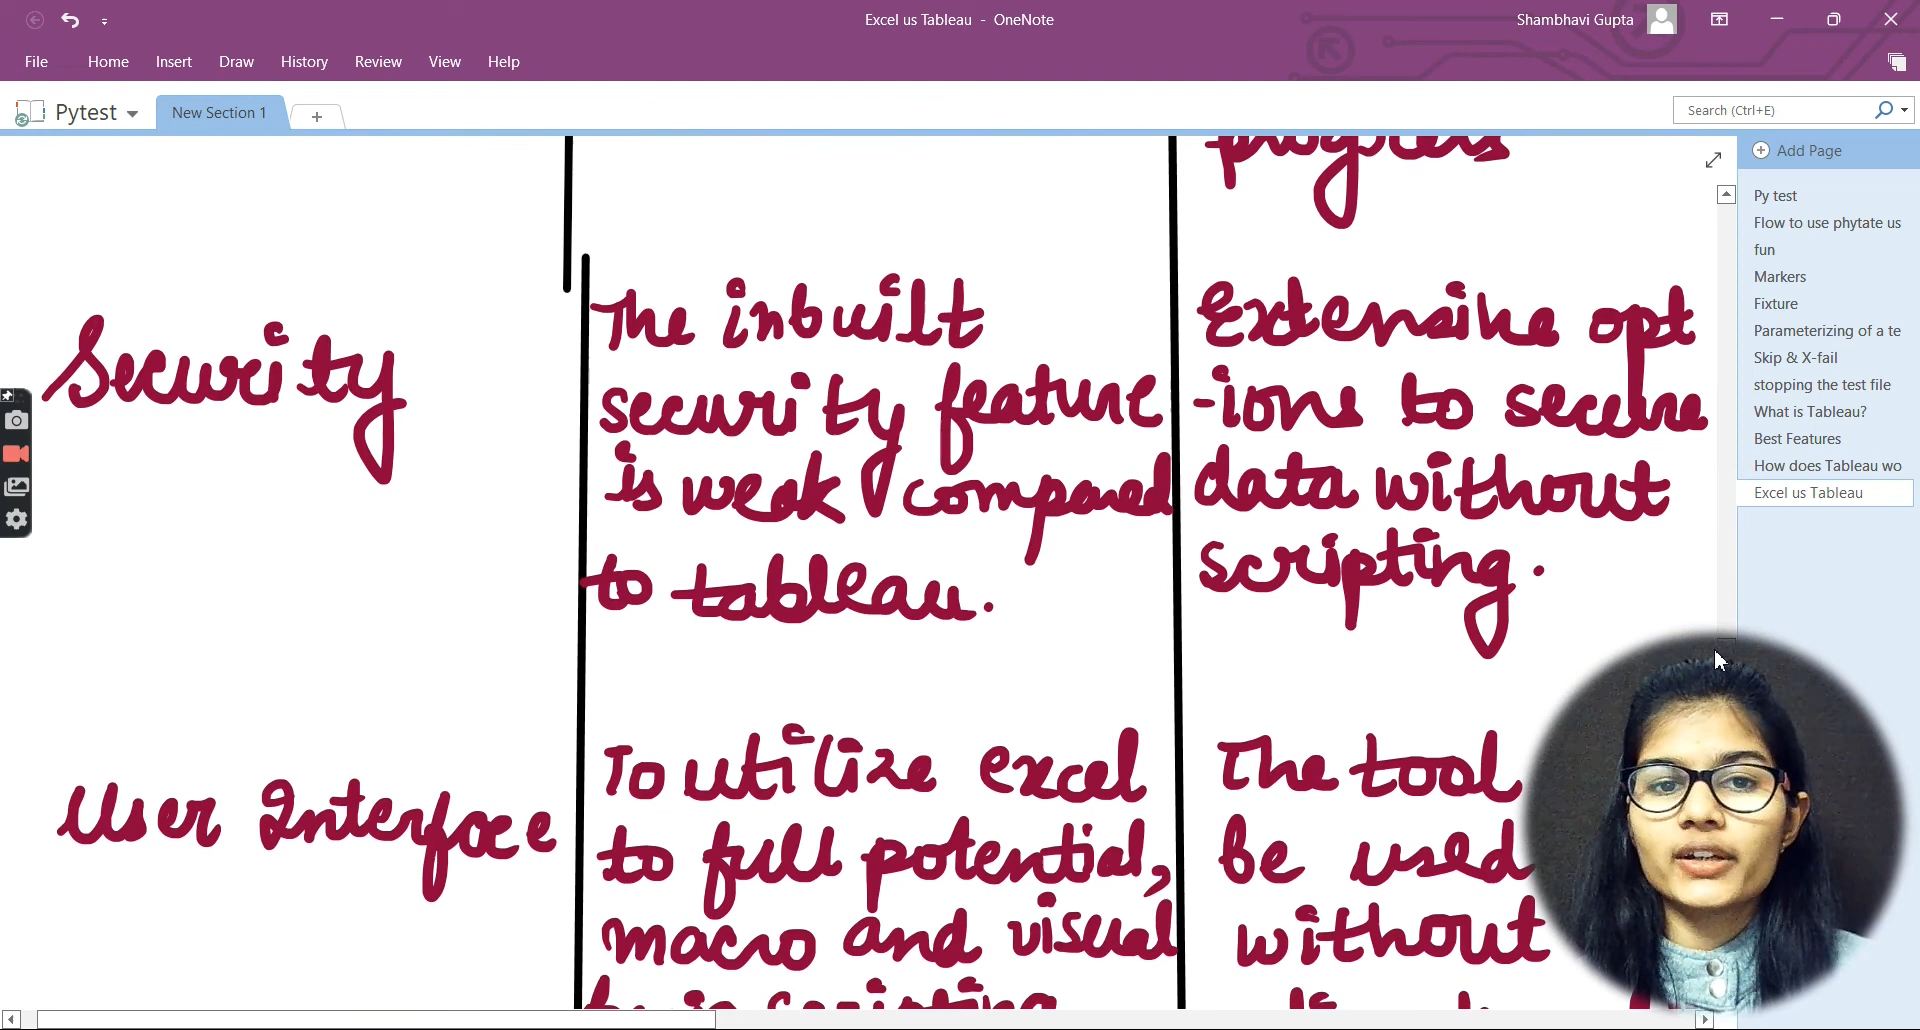 Excel us Tableau - OneNote
Shambhavi Gupta
File Home Insert Draw History Review View Help
Pytest
New Section 1
+
Search (Ctrl+E)
progress
Security
The inbuilt
security feature
is weak compared
to tableau.
Extensive opt
-ions to secure
data without
scripting.
User Interface
To utilize excel
to full potential,
macro and visual
scripting
The tool
be used
without
Add Page
Py test
Flow to use phytate us
fun
Markers
Fixture
Parameterizing of a te
Skip & X-fail
stopping the test file
What is Tableau?
Best Features
How does Tableau wo
Excel us Tableau